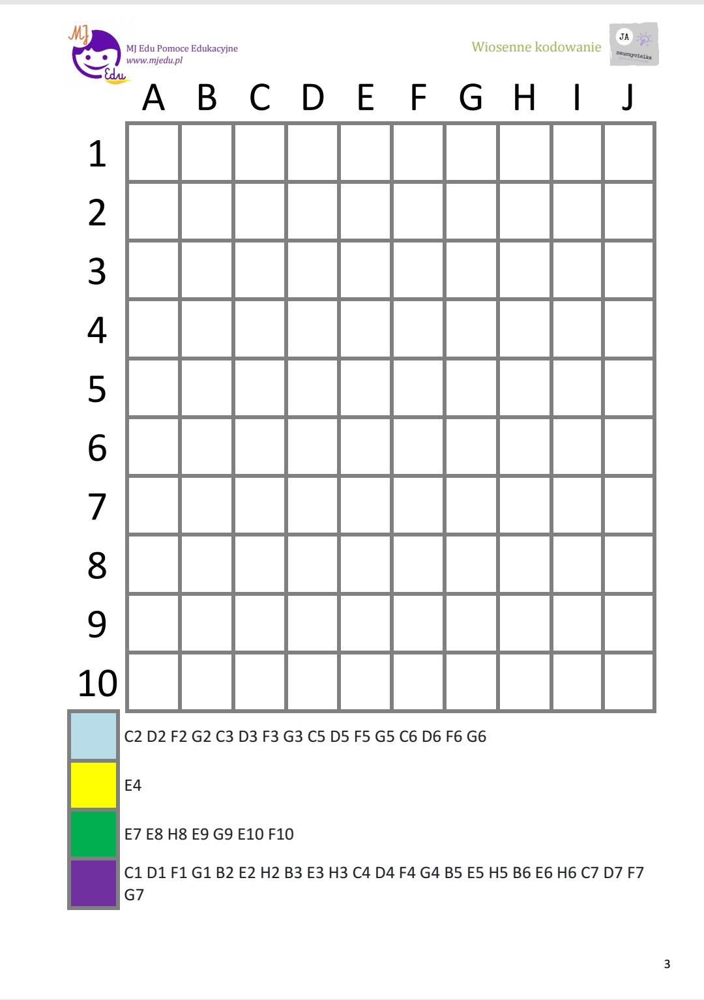 MJ
Edu
MJ Edu Pomoce Edukacyjne
www.mjedu.pl
Wiosenne kodowanie
JA
nauczycielka
A B C D E F G H I J
1
2
3
4
5
6
7
8
9
10
C2 D2 F2 G2 C3 D3 F3 G3 C5 D5 F5 G5 C6 D6 F6 G6
E4
E7 E8 H8 E9 G9 E10 F10
C1 D1 F1 G1 B2 E2 H2 B3 E3 H3 C4 D4 F4 G4 B5 E5 H5 B6 E6 H6 C7 D7 F7
G7
3